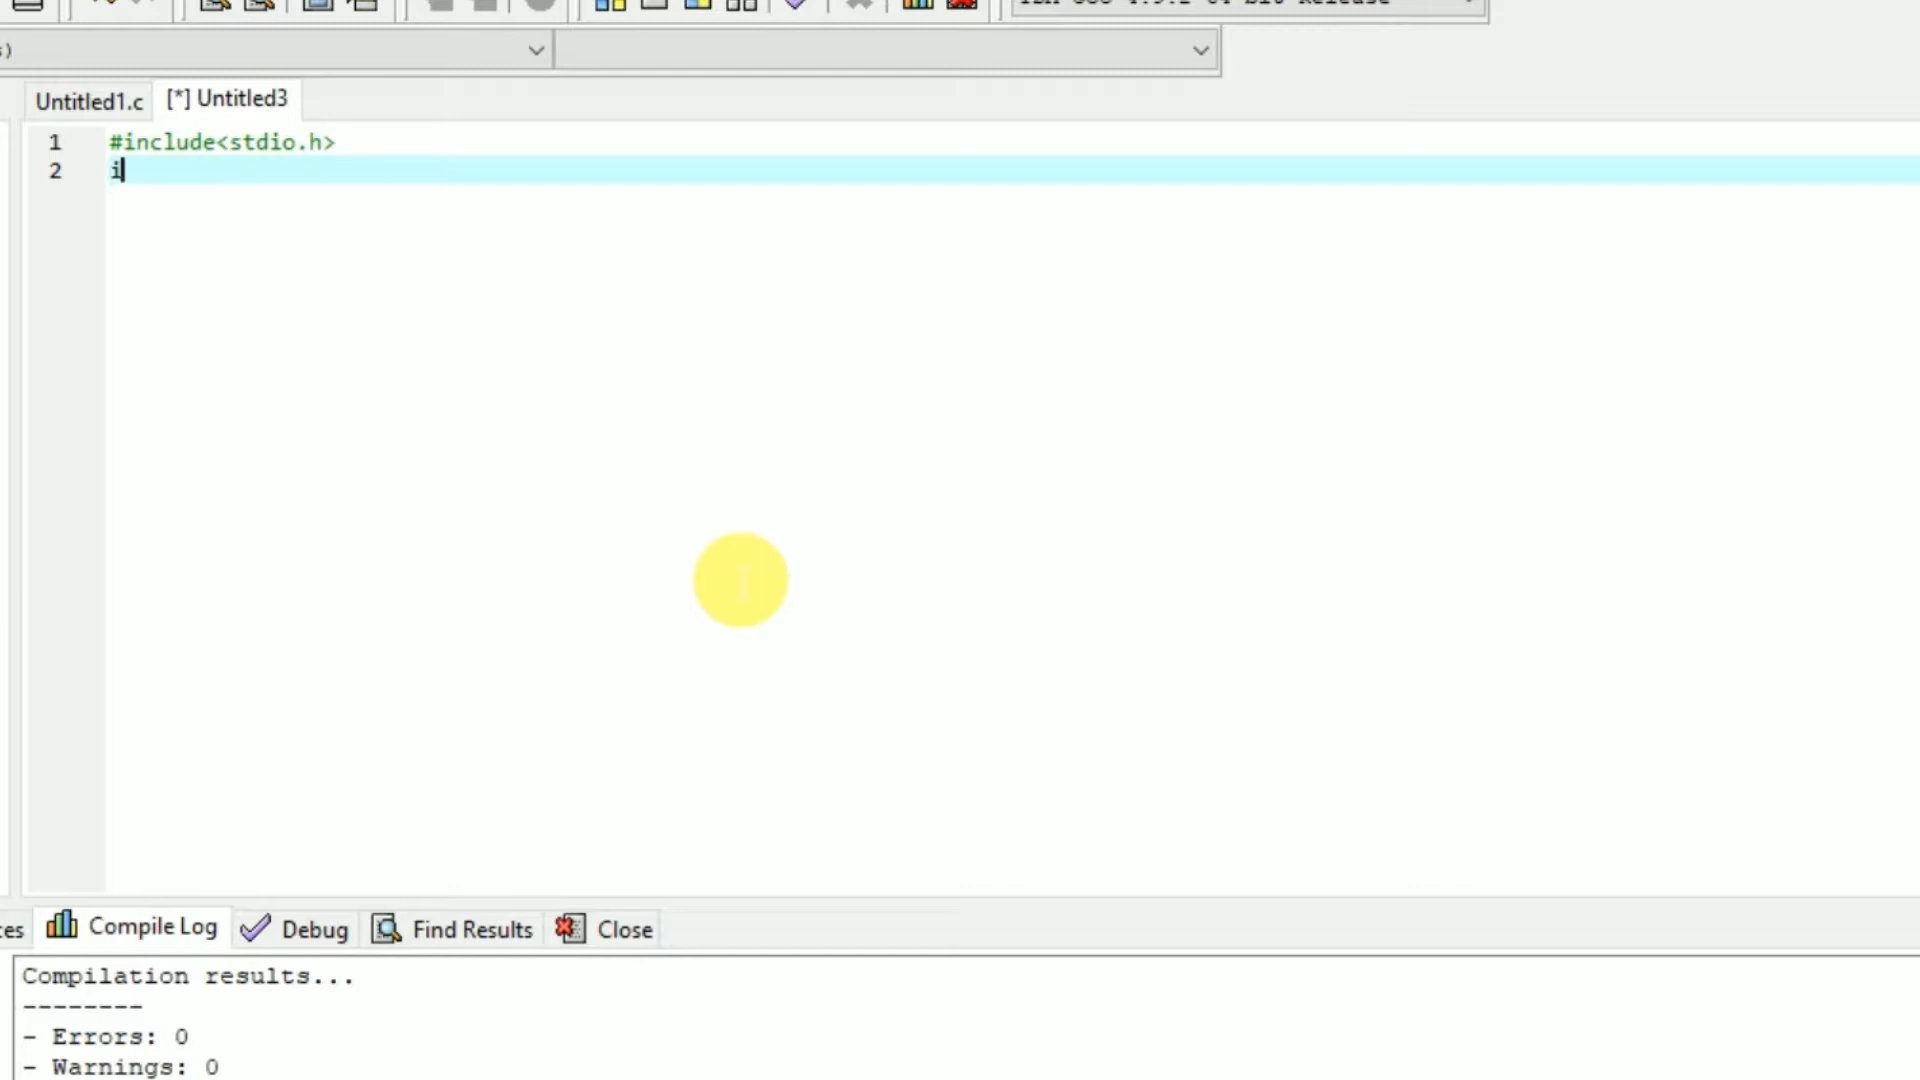 s)
Untitled1.c
[*] Untitled3
1 #include<stdio.h>
2 i
Compile Log
Debug
Find Results
Close
Compilation results...
--------
- Errors: 0
- Warnings: 0